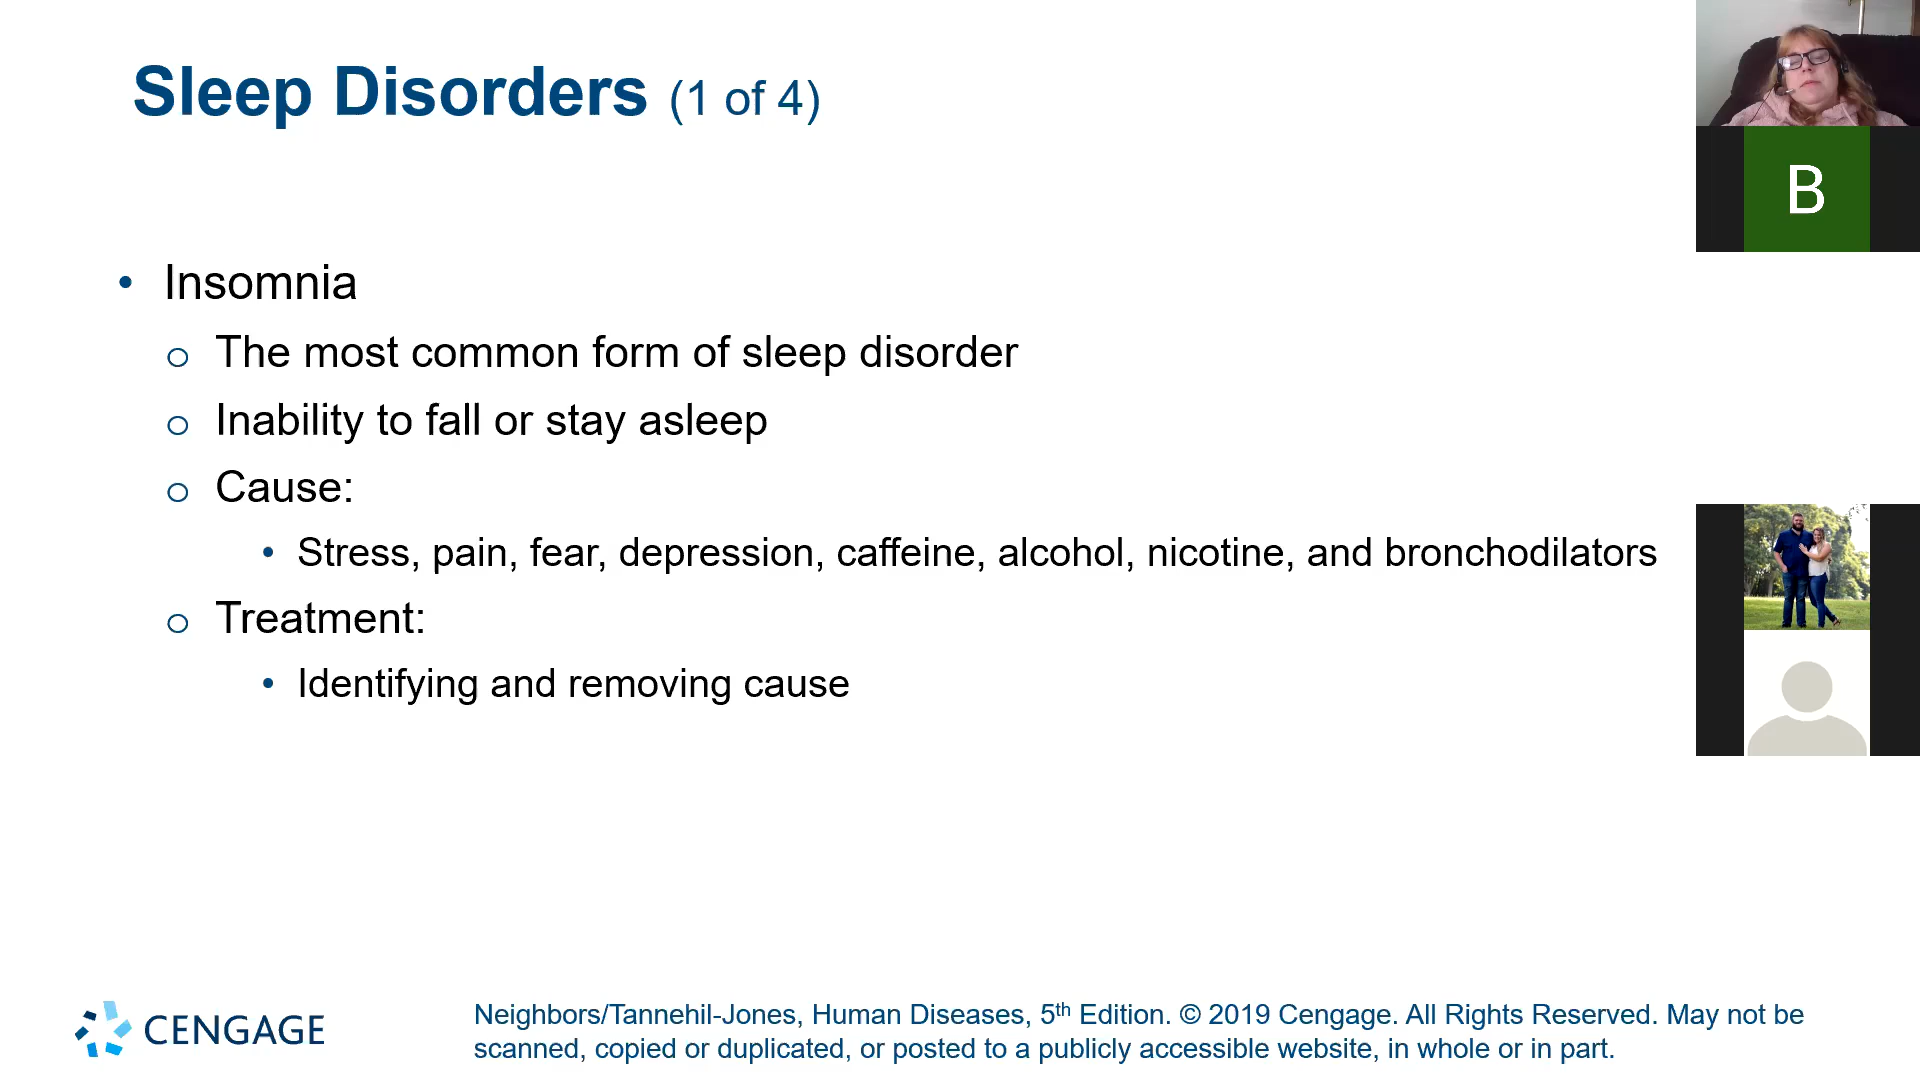 Sleep Disorders (1 of 4)
B
• Insomnia
o The most common form of sleep disorder
o Inability to fall or stay asleep
o Cause:
• Stress, pain, fear, depression, caffeine, alcohol, nicotine, and bronchodilators
o Treatment:
• Identifying and removing cause
CENGAGE
Neighbors/Tannehil-Jones, Human Diseases, 5th Edition. © 2019 Cengage. All Rights Reserved. May not be
scanned, copied or duplicated, or posted to a publicly accessible website, in whole or in part.